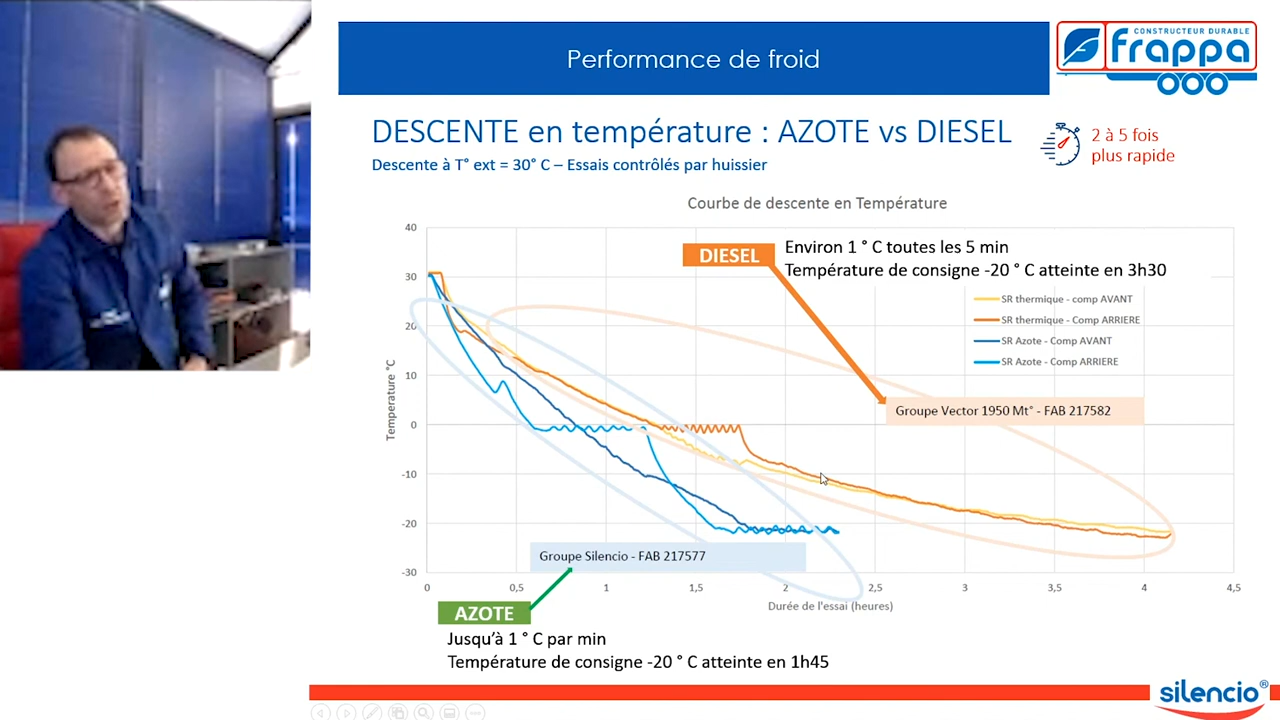 Performance de froid
CONSTRUCTEUR DURABLE
frappa
DESCENTE en température : AZOTE vs DIESEL
Descente à T° ext = 30° C – Essais contrôlés par huissier
2 à 5 fois
plus rapide
Courbe de descente en Température
DIESEL
Environ 1 ° C toutes les 5 min
Température de consigne -20 ° C atteinte en 3h30
SR thermique - comp AVANT
SR thermique - Comp ARRIERE
SR Azote - Comp AVANT
SR Azote - Comp ARRIERE
Groupe Vector 1950 Mt° - FAB 217582
Temperature °C
40
30
20
10
0
-10
-20
-30
Groupe Silencio - FAB 217577
0 0,5 1 1,5 2 2,5 3 3,5 4 4,5
Durée de l'essai (heures)
AZOTE
Jusqu'à 1 ° C par min
Température de consigne -20 ° C atteinte en 1h45
silencio®